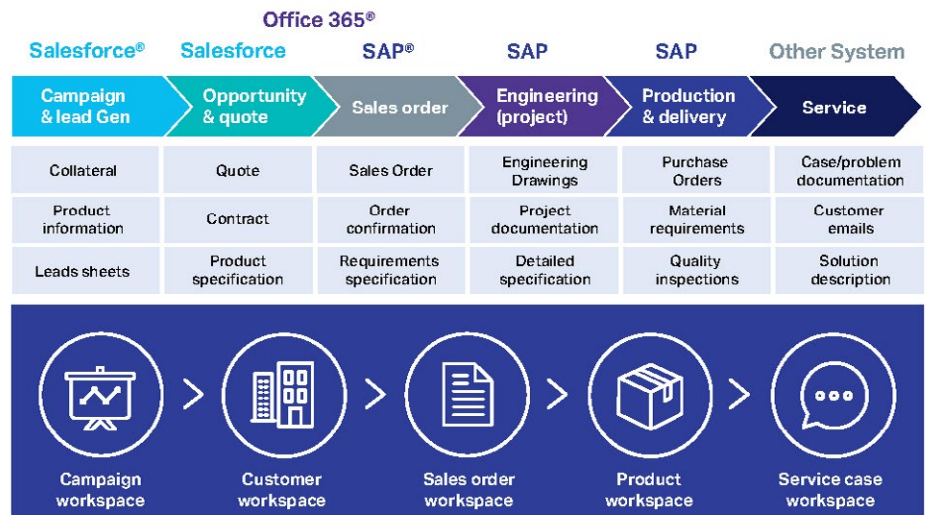 Office 365®
Salesforce®
Salesforce
SAP®
SAP
SAP
Other System
Campaign
& lead Gen
Opportunity
& quote
Sales order
Engineering
(project)
Production
& delivery
Service
Collateral
Quote
Sales Order
Engineering
Drawings
Purchase
Orders
Case/problem
documentation
Product
information
Contract
Order
confirmation
Project
documentation
Material
requirements
Customer
emails
Leads sheets
Product
specification
Requirements
specification
Detailed
specification
Quality
inspections
Solution
description
Campaign
workspace
Customer
workspace
Sales order
workspace
Product
workspace
Service case
workspace